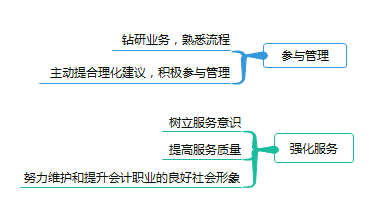 钻研业务，熟悉流程
参与管理
主动提合理化建议，积极参与管理
树立服务意识
提高服务质量
强化服务
努力维护和提升会计职业的良好社会形象